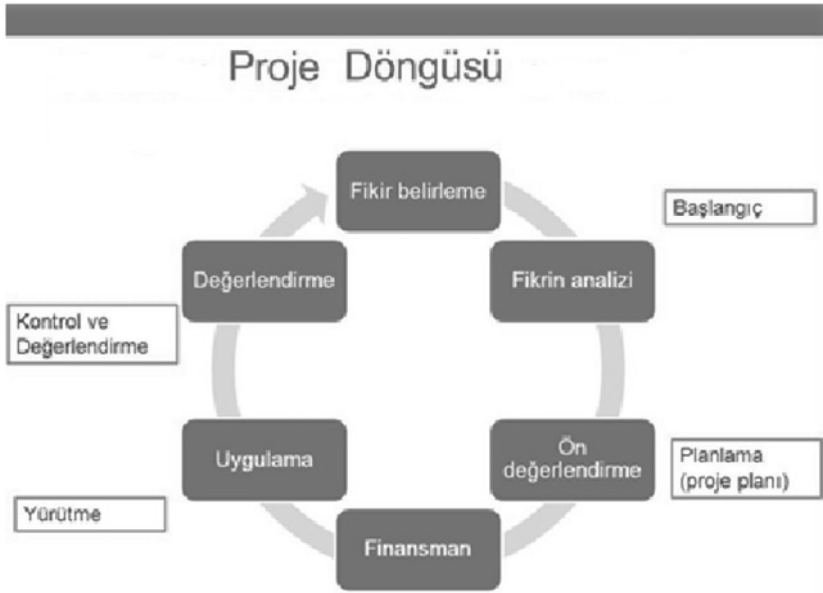 Proje Döngüsü
Fikir belirleme
Başlangıç
Fikrin analizi
Ön
değerlendirme
Planlama
(proje planı)
Finansman
Uygulama
Yürütme
Değerlendirme
Kontrol ve
Değerlendirme